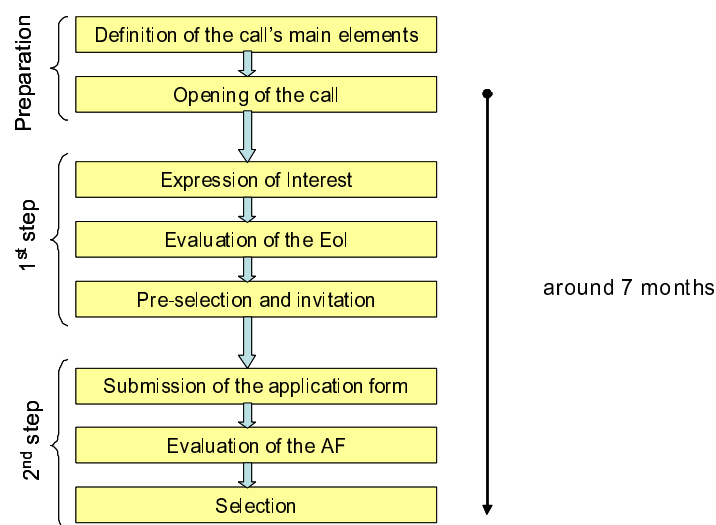 Preparation
Definition of the call's main elements
Opening of the call
1st step
Expression of Interest
Evaluation of the EoI
Pre-selection and invitation
around 7 months
2nd step
Submission of the application form
Evaluation of the AF
Selection